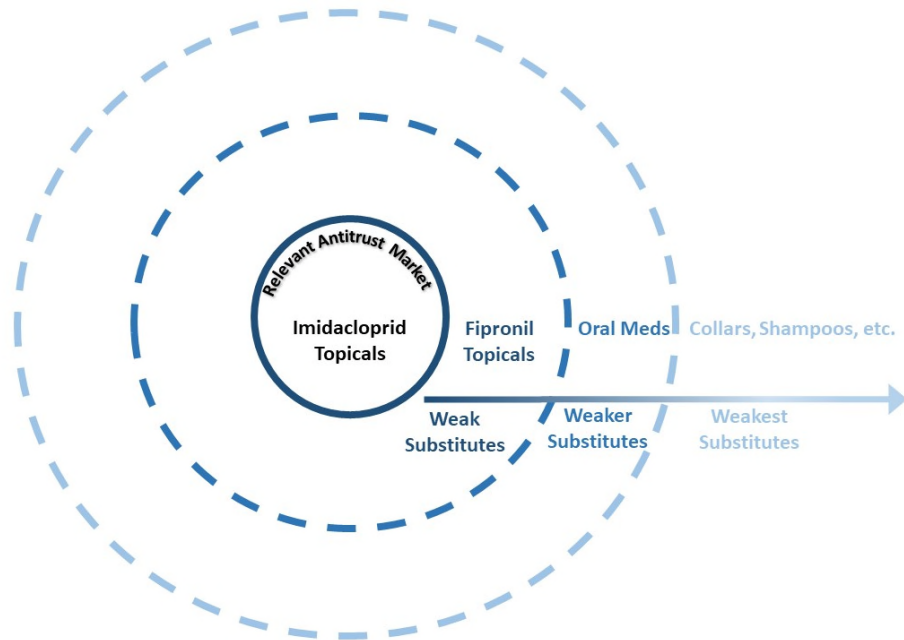 Relevant Antitrust Market
Imidacloprid
Topicals
Fipronil
Topicals
Oral Meds
Collars, Shampoos, etc.
Weak
Substitutes
Weaker
Substitutes
Weakest
Substitutes